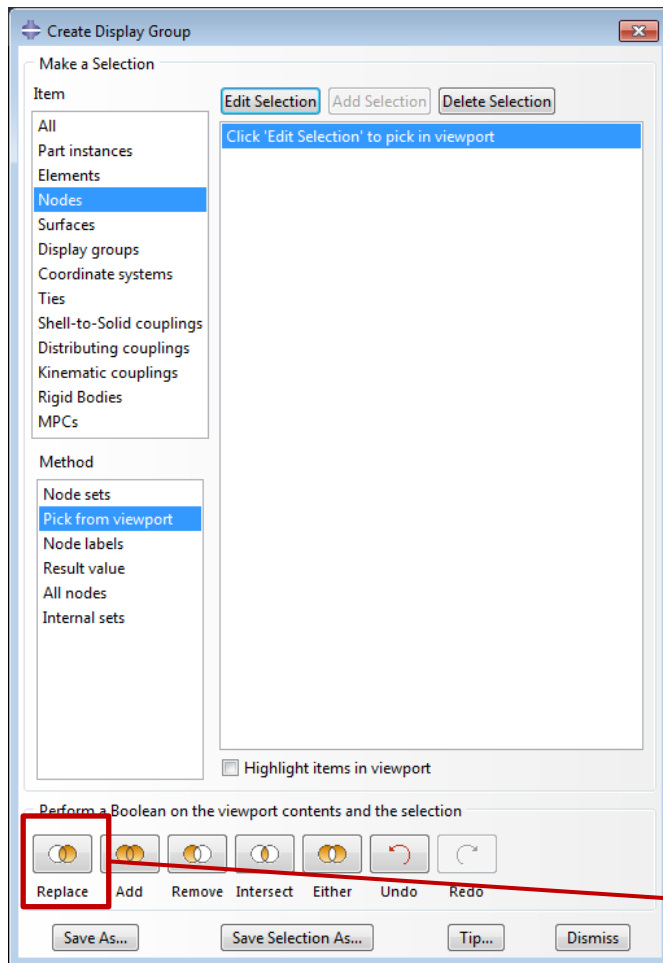 Create Display Group
Make a Selection
Item
Edit Selection Add Selection Delete Selection
All
Part instances
Elements
Nodes
Surfaces
Display groups
Coordinate systems
Ties
Shell-to-Solid couplings
Distributing couplings
Kinematic couplings
Rigid Bodies
MPCs
Click 'Edit Selection' to pick in viewport
Method
Node sets
Pick from viewport
Node labels
Result value
All nodes
Internal sets
Highlight items in viewport
Perform a Boolean on the viewport contents and the selection
Replace Add Remove Intersect Either Undo Redo
Save As... Save Selection As... Tip... Dismiss